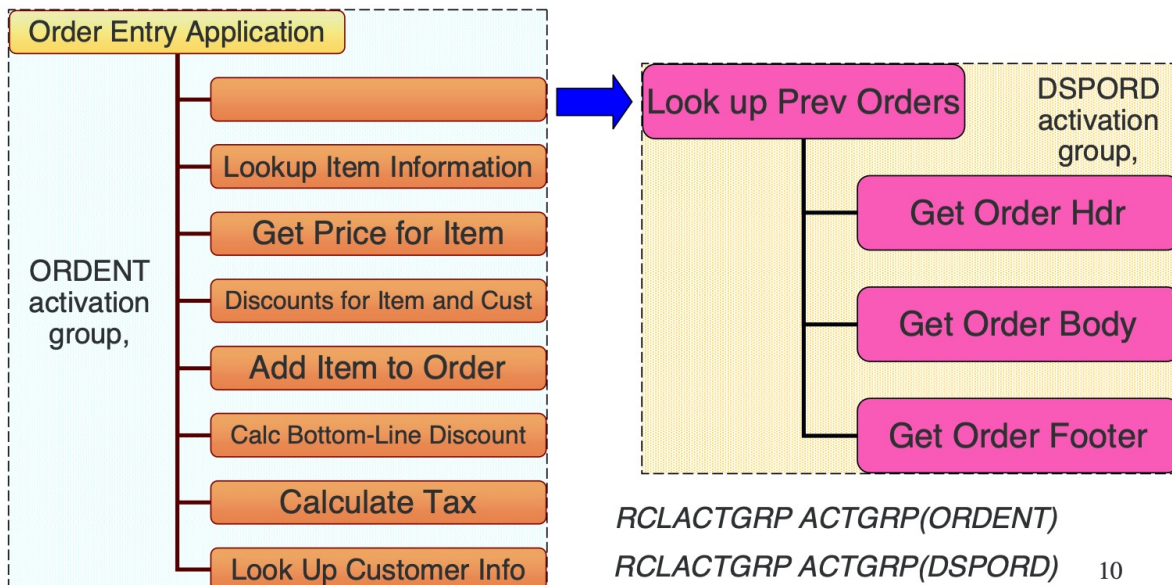 Order Entry Application
Lookup Item Information
Get Price for Item
Discounts for Item and Cust
Add Item to Order
Calc Bottom-Line Discount
Calculate Tax
Look Up Customer Info
ORDENT
activation
group,
Look up Prev Orders
DSPORD
activation
group,
Get Order Hdr
Get Order Body
Get Order Footer
RCLACTGRP ACTGRP(ORDENT)
RCLACTGRP ACTGRP(DSPORD)
10